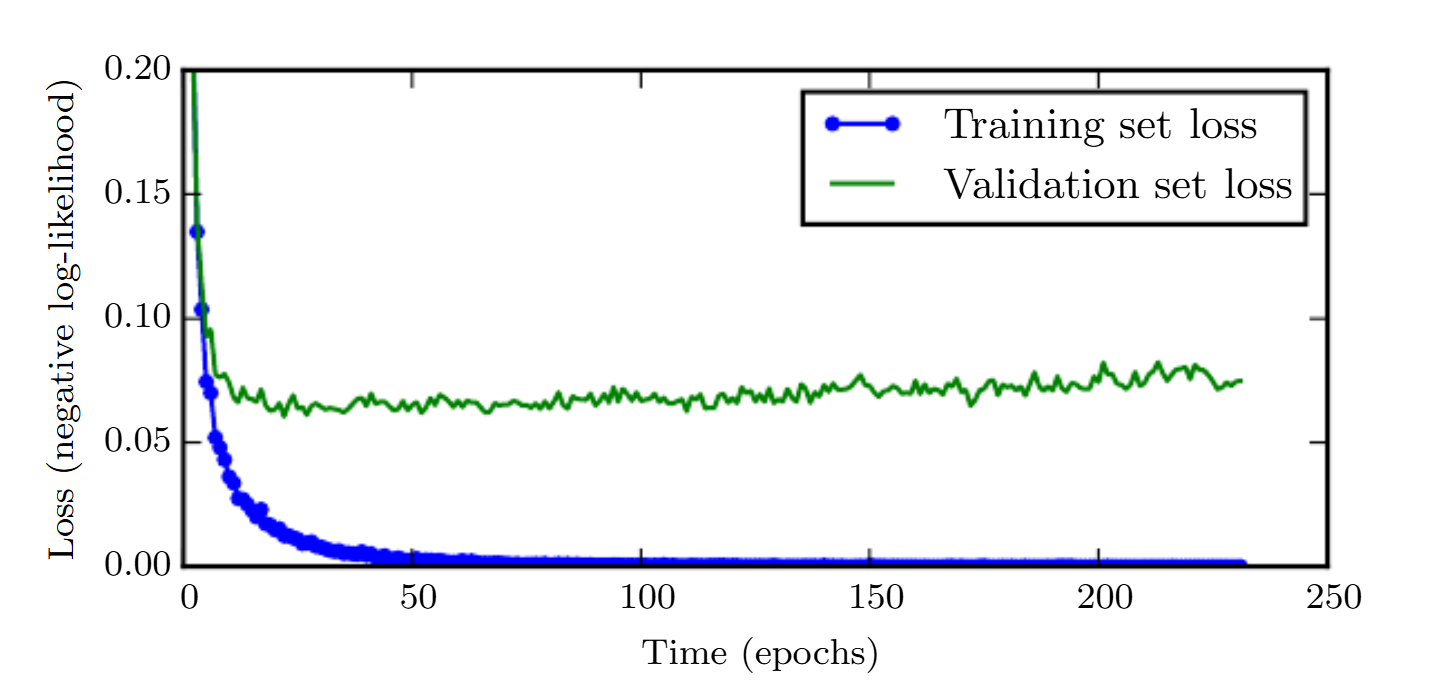 Loss (negative log-likelihood)
0.20
0.15
0.10
0.05
0.00
Training set loss
Validation set loss
0 50 100 150 200 250
Time (epochs)